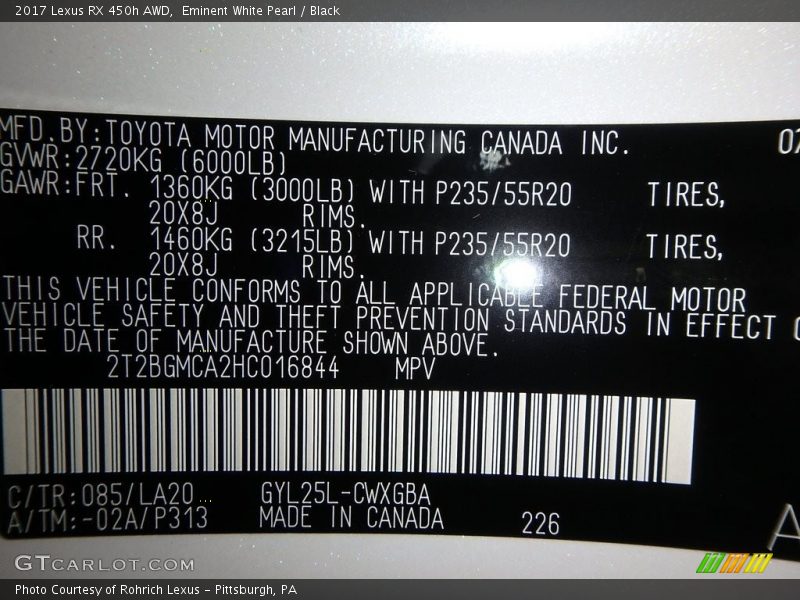 2017 Lexus RX 450h AWD, Eminent White Pearl / Black
MFD.BY:TOYOTA MOTOR MANUFACTURING CANADA INC. 07
GVWR:2720KG (6000LB)
GAWR:FRT. 1360KG (3000LB) WITH P235/55R20 TIRES,
20X8J RIMS.
RR. 1460KG (3215LB) WITH P235/55R20 TIRES,
20X8J RIMS.
THIS VEHICLE CONFORMS TO ALL APPLICABLE FEDERAL MOTOR
VEHICLE SAFETY AND THEFT PREVENTION STANDARDS IN EFFECT
THE DATE OF MANUFACTURE SHOWN ABOVE.
2T2BGMCA2HC016844 MPV
C/TR:085/LA20 GYL25L-CWXGBA
A/TM:-02A/P313 MADE IN CANADA 226
A
GTCARLOT.COM
Photo Courtesy of Rohrich Lexus - Pittsburgh, PA